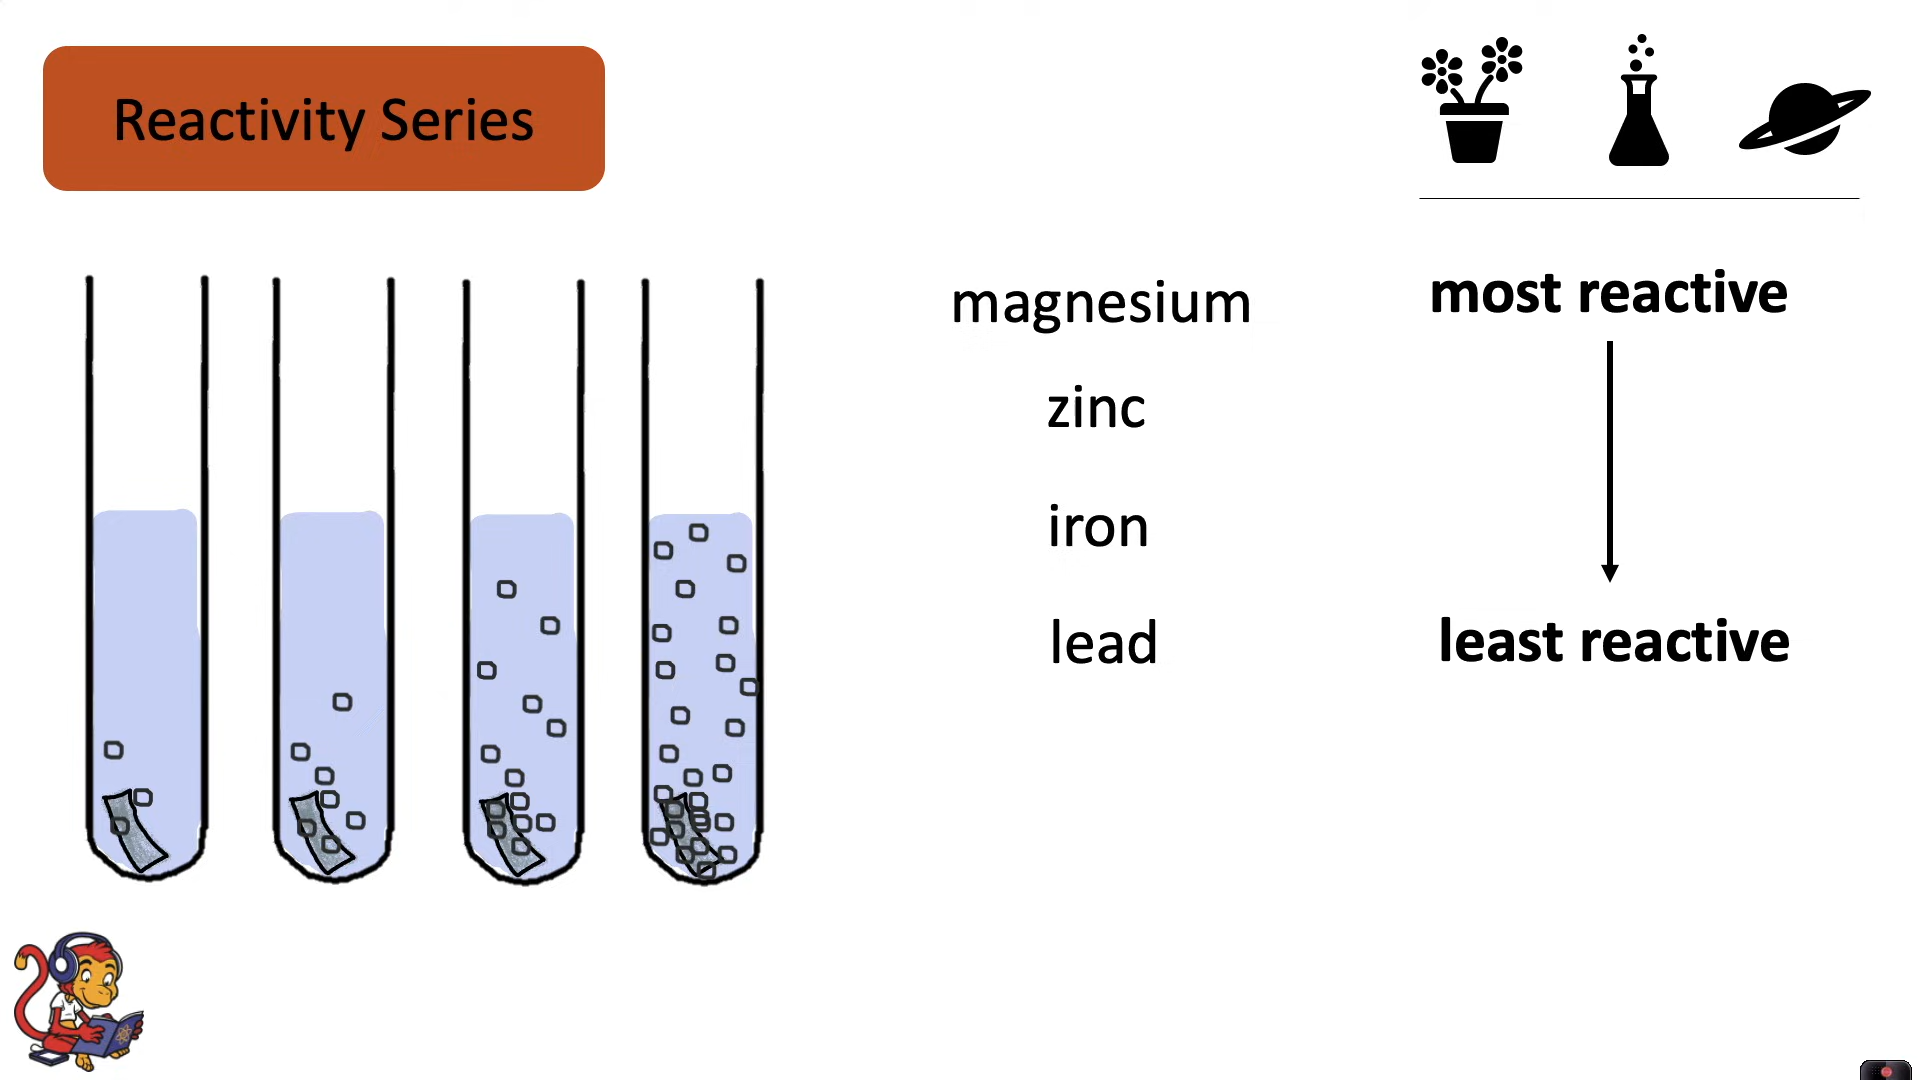 Reactivity Series
magnesium
most reactive
zinc
iron
lead
least reactive